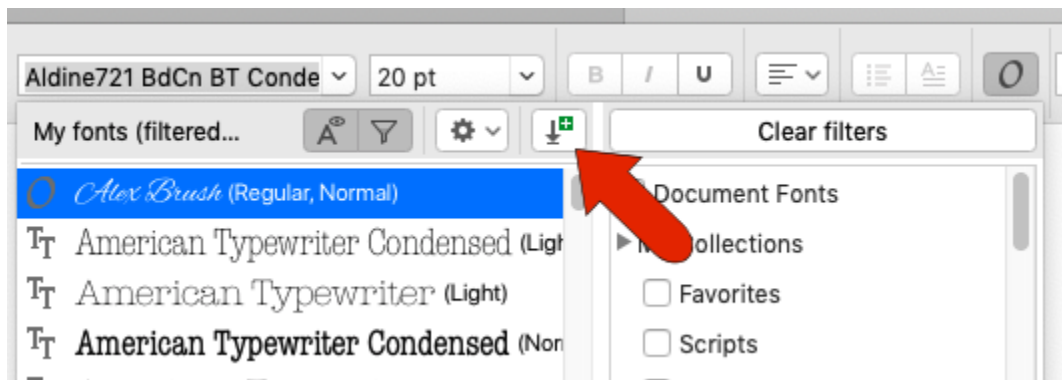 Aldine721 BdCn BT Conde 20 pt B I U O
My fonts (filtered... Clear filters
Alex Brush (Regular, Normal) Document Fonts
American Typewriter Condensed (Ligh
American Typewriter (Light) Favorites
American Typewriter Condensed (Nor Scripts